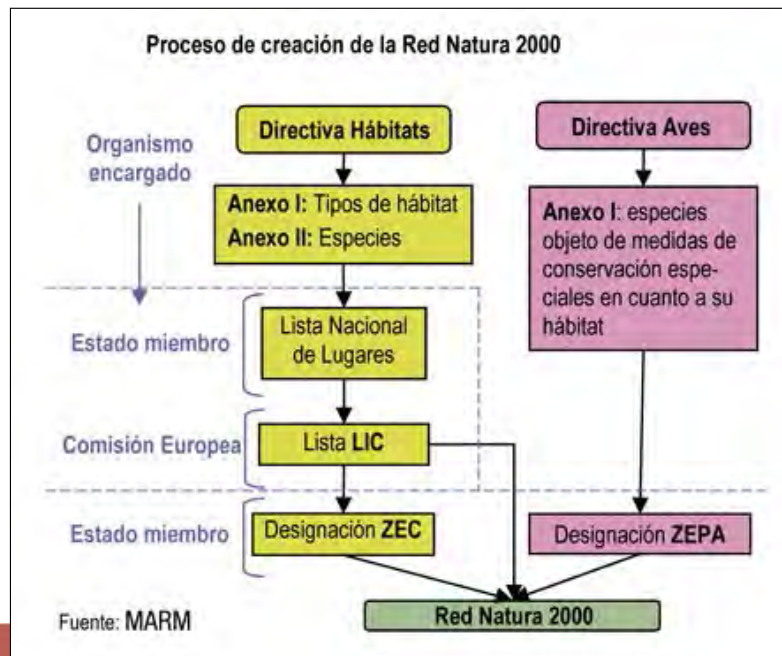 Proceso de creación de la Red Natura 2000
Organismo
encargado
Directiva Hábitats
Directiva Aves
Anexo I: Tipos de hábitat
Anexo II: Especies
Anexo I: especies
objeto de medidas de
conservación espe-
ciales en cuanto a su
hábitat
Estado miembro
Lista Nacional
de Lugares
Comisión Europea
Lista LIC
Estado miembro
Designación ZEC
Designación ZEPA
Red Natura 2000
Fuente: MARM